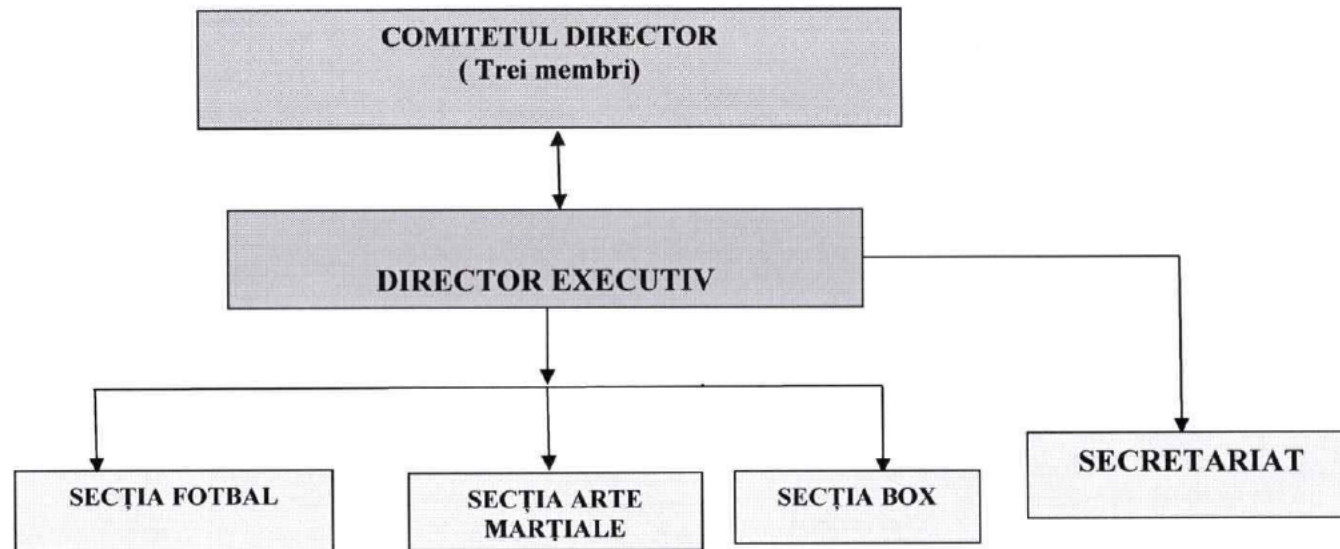 COMITETUL DIRECTOR
( Trei membri)
DIRECTOR EXECUTIV
SECȚIA FOTBAL
SECȚIA ARTE
MARȚIALE
SECȚIA BOX
SECRETARIAT